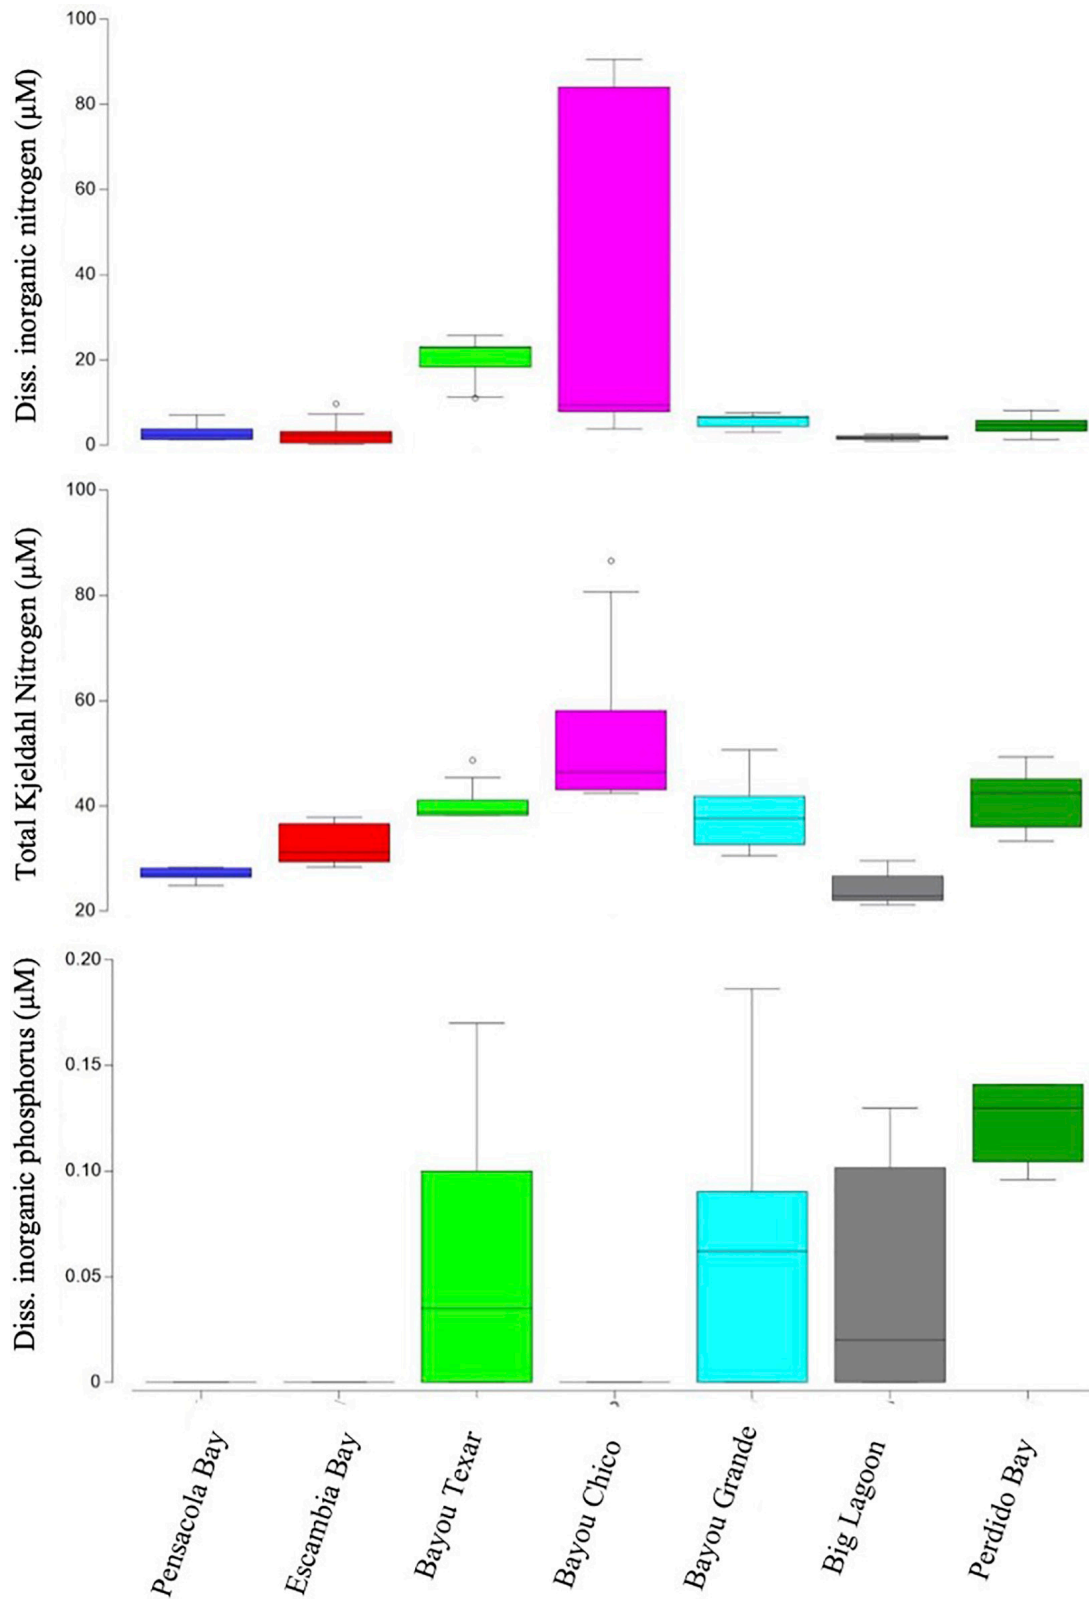 Diss. inorganic nitrogen (µM)
100
80
60
40
20
0
Total Kjeldahl Nitrogen (µM)
100
80
60
40
20
Diss. inorganic phosphorus (µM)
0.20
0.15
0.10
0.05
0
Pensacola Bay
Escambia Bay
Bayou Texar
Bayou Chico
Bayou Grande
Big Lagoon
Perdido Bay